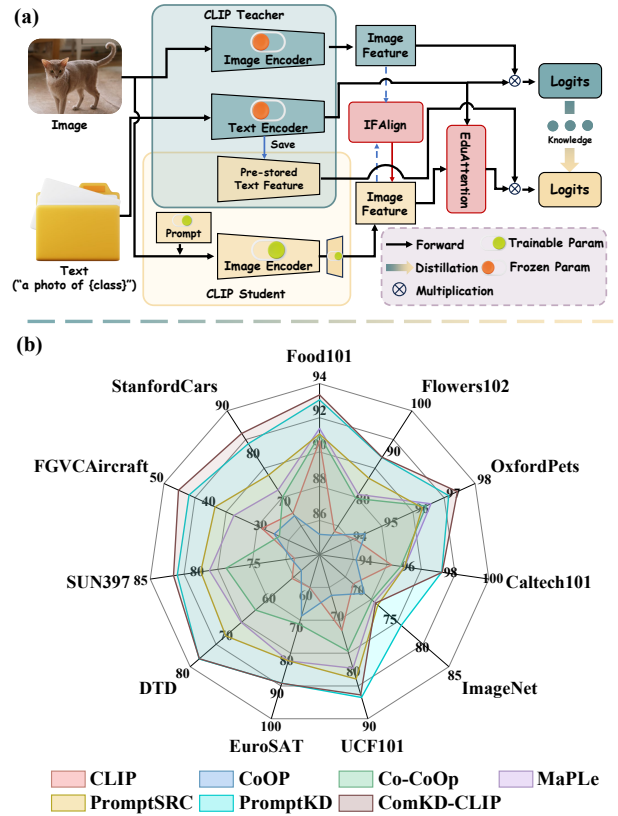 (a)
CLIP Teacher
Image Encoder
Image
Feature
Logits
Image
Text Encoder
Save
IFAlign
EduAttention
Knowledge
Pre-stored
Text Feature
Prompt
Image
Feature
Logits
Image Encoder
Text
("a photo of {class}")
CLIP Student
Forward
Trainable Param
Distillation
Frozen Param
Multiplication
(b)
Food101
StanfordCars
Flowers102
94
90
100
92
FGVCAircraft
80
90
90
OxfordPets
50
98
97
70
88
80
40
96
30
86
95
94
SUN397
85
80
75
94
96
98
100
Caltech101
60
60
70
70
75
70
80
80
80
DTD
80
90
85
ImageNet
100
90
EuroSAT
UCF101
CLIP
CoOP
Co-CoOp
MaPLe
PromptSRC
PromptKD
ComKD-CLIP